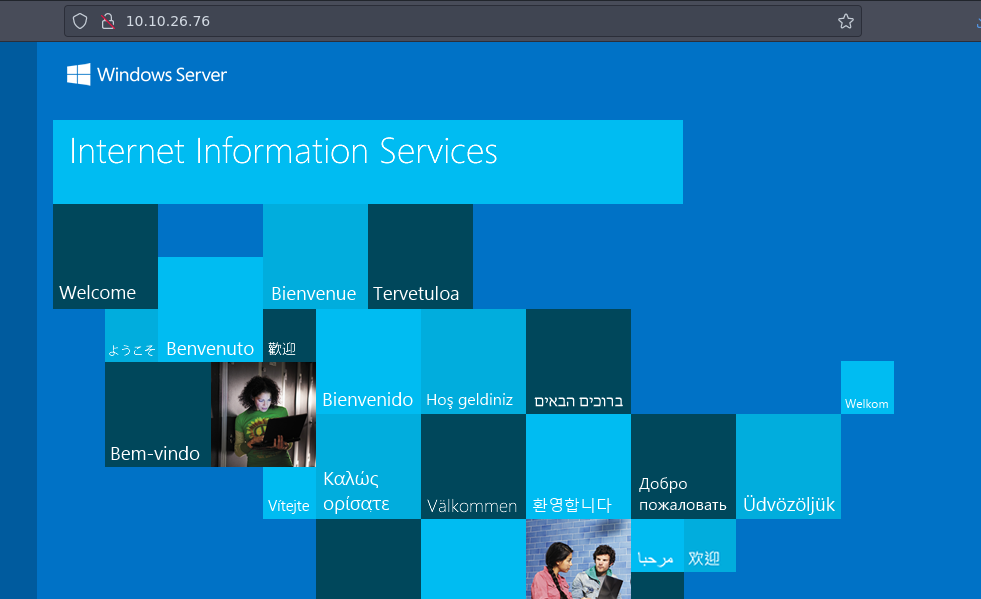 10.10.26.76
Windows Server
Internet Information Services
Welcome
Bienvenue
Tervetuloa
ようこそ
Benvenuto
歡迎
Bienvenido
Hoş geldiniz
ברוכים הבאים
Welkom
Bem-vindo
Vítejte
Καλώς
ορίσατε
Välkommen
환영합니다
Добро
пожаловать
Üdvözöljük
مرحبا
欢迎